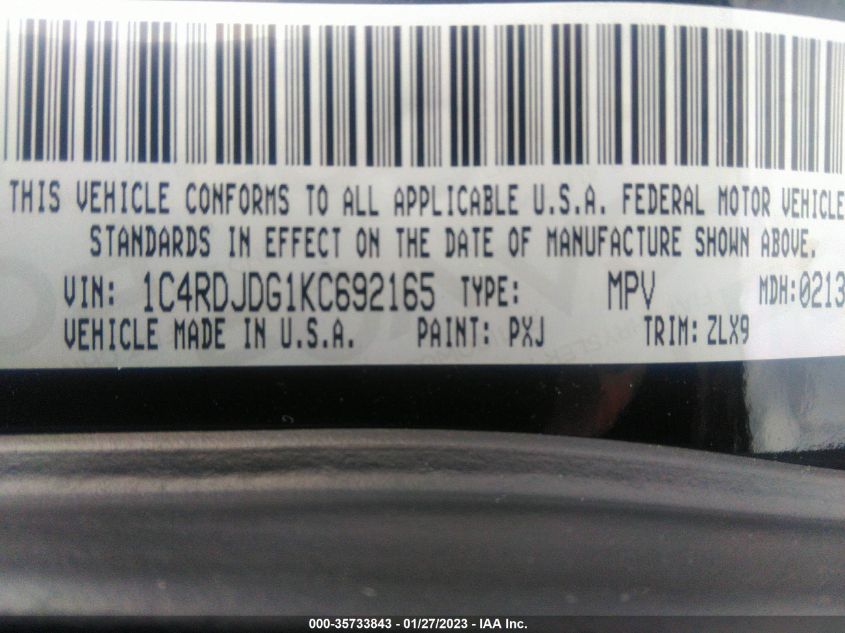 THIS VEHICLE CONFORMS TO ALL APPLICABLE U.S.A. FEDERAL MOTOR VEHICLE
STANDARDS IN EFFECT ON THE DATE OF MANUFACTURE SHOWN ABOVE.
VIN: 1C4RDJDG1KC692165 TYPE: MPV MDH:0213
VEHICLE MADE IN U.S.A. PAINT: PXJ TRIM: ZLX9
000-35733843 - 01/27/2023 - IAA Inc.